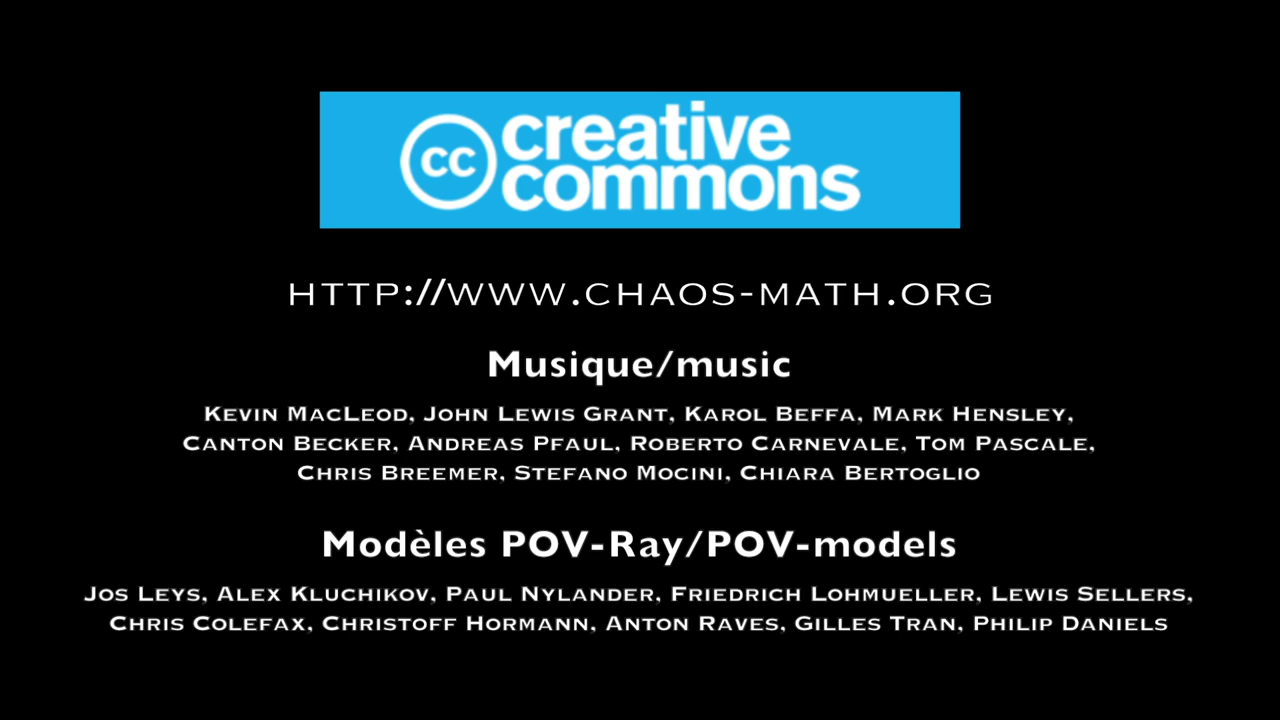 cc creative
commons
HTTP://WWW.CHAOS-MATH.ORG
Musique/music
KEVIN MACLEOD, JOHN LEWIS GRANT, KAROL BEFFA, MARK HENSLEY,
CANTON BECKER, ANDREAS PFAUL, ROBERTO CARNEVALE, TOM PASCALE,
CHRIS BREEMER, STEFANO MOCINI, CHIARA BERTOGLIO
Modèles POV-Ray/POV-models
JOS LEYS, ALEX KLUCHIKOV, PAUL NYLANDER, FRIEDRICH LOHMUELLER, LEWIS SELLERS,
CHRIS COLEFAX, CHRISTOFF HORMANN, ANTON RAVES, GILLES TRAN, PHILIP DANIELS